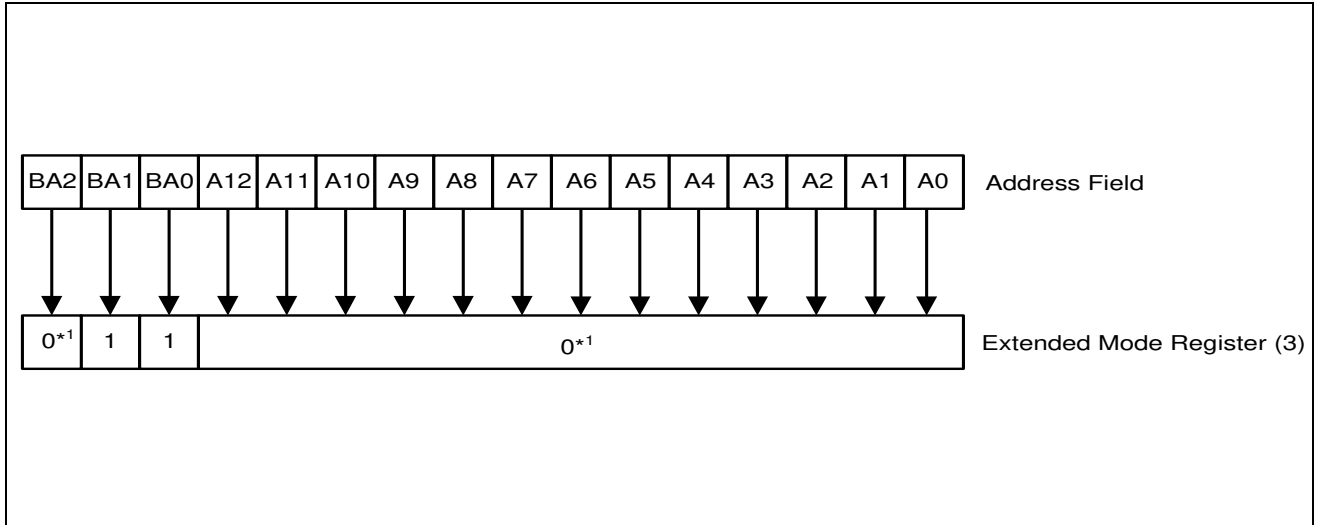 BA2 BA1 BA0 A12 A11 A10 A9 A8 A7 A6 A5 A4 A3 A2 A1 A0 Address Field
0*1 1 1 0*1 Extended Mode Register (3)